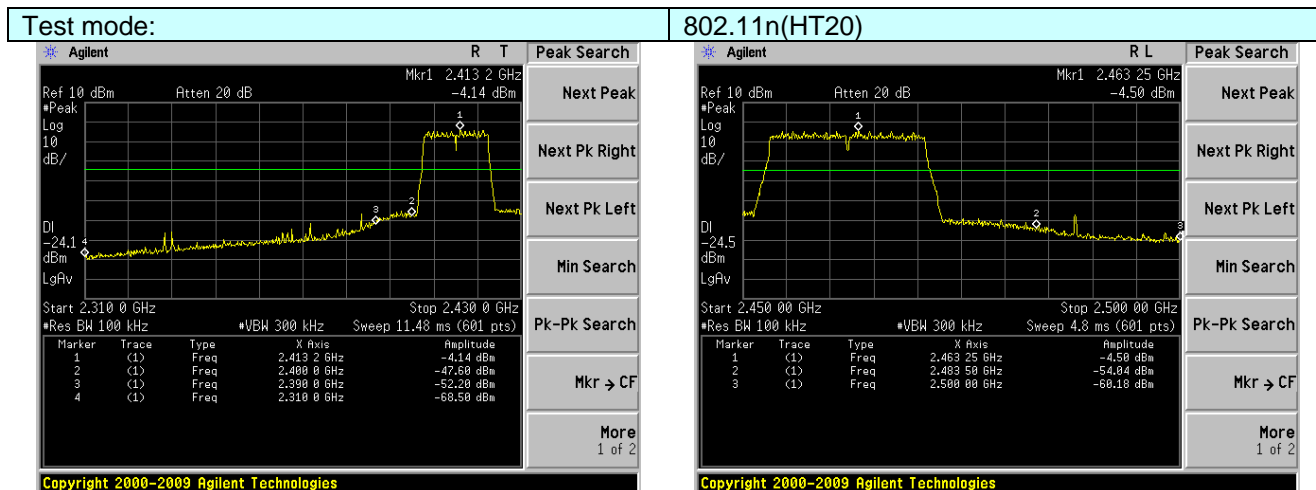 Test mode: 802.11n(HT20)
Agilent R T Peak Search
Mkr1 2.413 2 GHz
Ref 10 dBm Atten 20 dB -4.14 dBm
#Peak
Log
10
dB/
1
3
2
4
DI
-24.1
dBm
LgAv
Start 2.310 0 GHz Stop 2.430 0 GHz
#Res BW 100 kHz #VBW 300 kHz Sweep 11.48 ms (601 pts)
Marker Trace Type X Axis Amplitude
1 (1) Freq 2.413 2 GHz -4.14 dBm
2 (1) Freq 2.400 0 GHz -47.60 dBm
3 (1) Freq 2.390 0 GHz -52.20 dBm
4 (1) Freq 2.310 0 GHz -68.50 dBm
Next Peak
Next Pk Right
Next Pk Left
Min Search
Pk-Pk Search
Mkr → CF
More
1 of 2
Copyright 2000-2009 Agilent Technologies
Agilent R L Peak Search
Mkr1 2.463 25 GHz
Ref 10 dBm Atten 20 dB -4.50 dBm
#Peak
Log
10
dB/
1
2
3
DI
-24.5
dBm
LgAv
Start 2.450 00 GHz Stop 2.500 00 GHz
#Res BW 100 kHz #VBW 300 kHz Sweep 4.8 ms (601 pts)
Marker Trace Type X Axis Amplitude
1 (1) Freq 2.463 25 GHz -4.50 dBm
2 (1) Freq 2.483 50 GHz -54.04 dBm
3 (1) Freq 2.500 00 GHz -60.18 dBm
Next Peak
Next Pk Right
Next Pk Left
Min Search
Pk-Pk Search
Mkr → CF
More
1 of 2
Copyright 2000-2009 Agilent Technologies